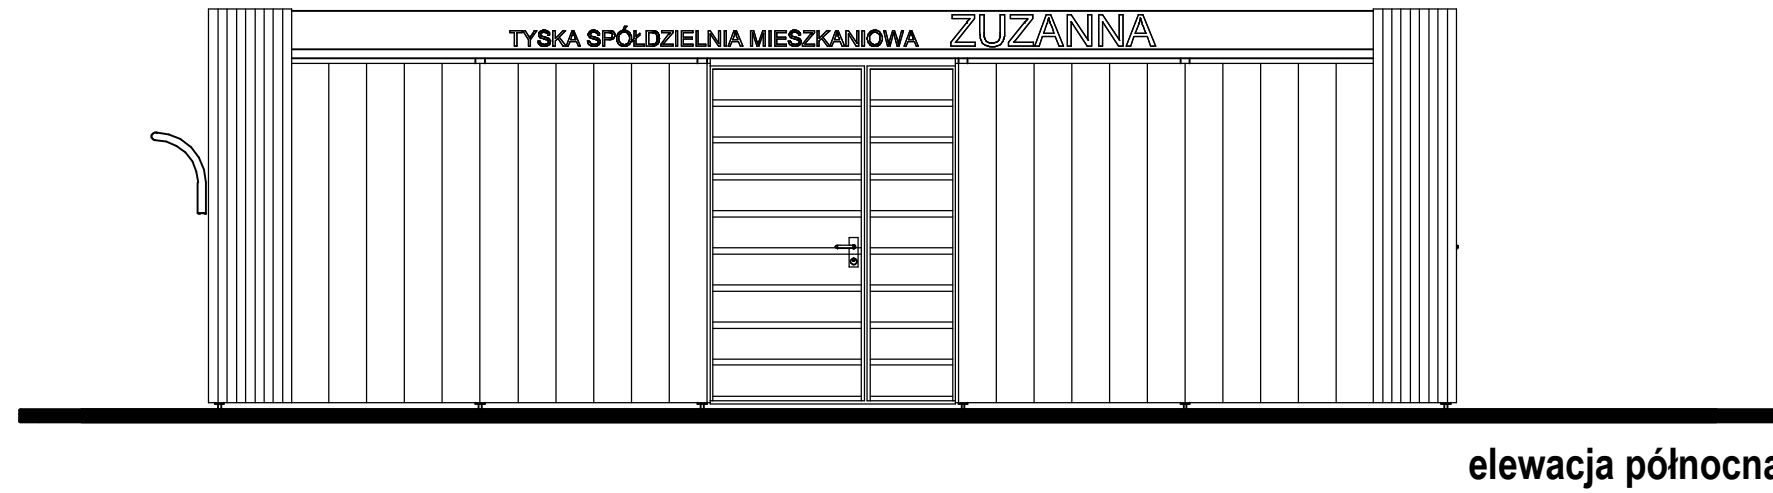 TYSKA SPÓŁDZIELNIA MIESZKANIOWA ZUZANNA
elewacja północna